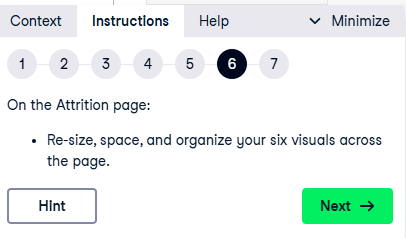 Context Instructions Help Minimize
1 2 3 4 5 6 7
On the Attrition page:
• Re-size, space, and organize your six visuals across
the page.
Hint Next →